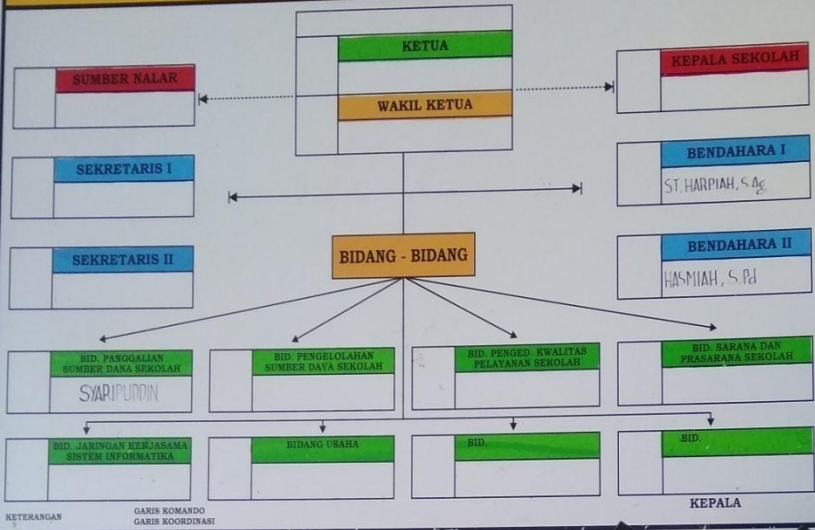 KETUA
WAKIL KETUA
SUMBER NALAR
KEPALA SEKOLAH
SEKRETARIS I
BENDAHARA I
ST. HARPIAH, S.Ag
SEKRETARIS II
BENDAHARA II
HASMIAH, S.Pd
BIDANG - BIDANG
BID. PANGGALIAN
SUMBER DANA SEKOLAH
SYARIPUDDIN
BID. PENGELOLAHAN
SUMBER DAYA SEKOLAH
BID. PENGED. KWALITAS
PELAYANAN SEKOLAH
BID. SARANA DAN
PRASARANA SEKOLAH
BID. JARINGAN KERJASAMA
SISTEM INFORMATIKA
BIDANG USAHA
BID.
BID.
KETERANGAN
GARIS KOMANDO
GARIS KOORDINASI
KEPALA